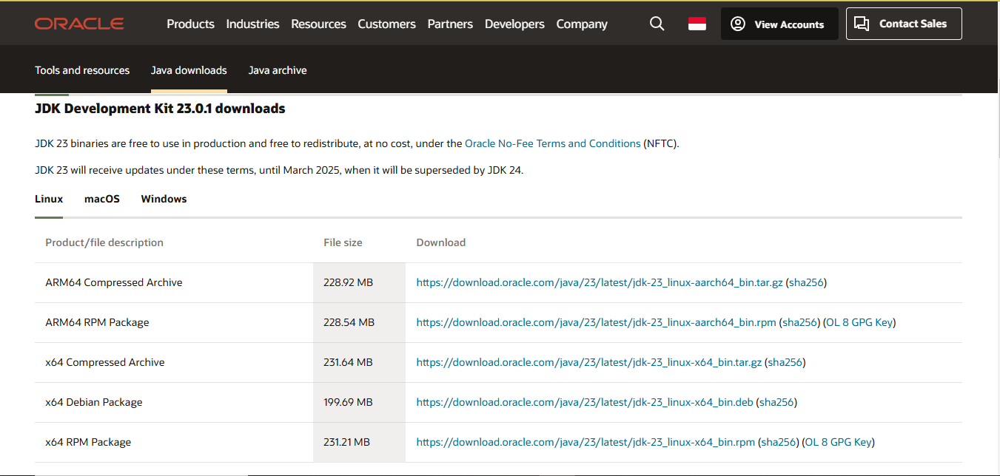 ORACLE Products Industries Resources Customers Partners Developers Company View Accounts Contact Sales
Tools and resources Java downloads Java archive
JDK Development Kit 23.0.1 downloads
JDK 23 binaries are free to use in production and free to redistribute, at no cost, under the Oracle No-Fee Terms and Conditions (NFTC).
JDK 23 will receive updates under these terms, until March 2025, when it will be superseded by JDK 24.
Linux macOS Windows
Product/file description File size Download
ARM64 Compressed Archive 228.92 MB https://download.oracle.com/java/23/latest/jdk-23_linux-aarch64_bin.tar.gz (sha256)
ARM64 RPM Package 228.54 MB https://download.oracle.com/java/23/latest/jdk-23_linux-aarch64_bin.rpm (sha256) (OL 8 GPG Key)
x64 Compressed Archive 231.64 MB https://download.oracle.com/java/23/latest/jdk-23_linux-x64_bin.tar.gz (sha256)
x64 Debian Package 199.69 MB https://download.oracle.com/java/23/latest/jdk-23_linux-x64_bin.deb (sha256)
x64 RPM Package 231.21 MB https://download.oracle.com/java/23/latest/jdk-23_linux-x64_bin.rpm (sha256) (OL 8 GPG Key)